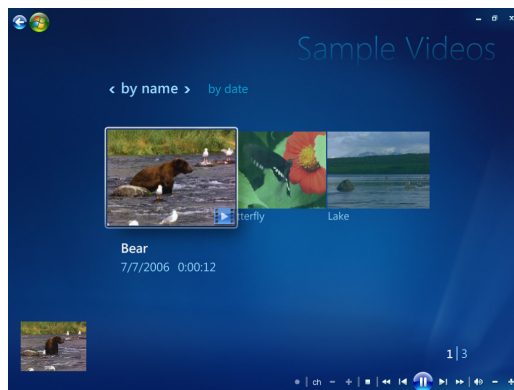 Sample Videos
‹ by name › by date
tterfly
Lake
Bear
7/7/2006 0:00:12
1|3
ch